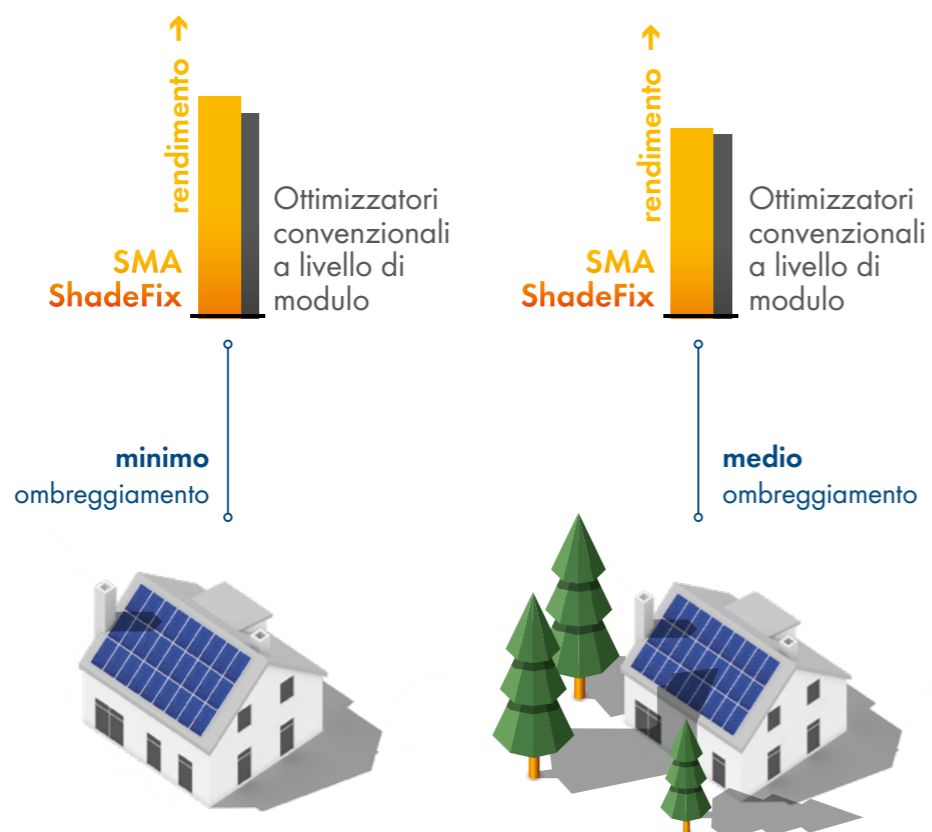 rendimento →
SMA
ShadeFix
Ottimizzatori
convenzionali
a livello di
modulo
minimo
ombreggiamento
rendimento →
SMA
ShadeFix
Ottimizzatori
convenzionali
a livello di
modulo
medio
ombreggiamento